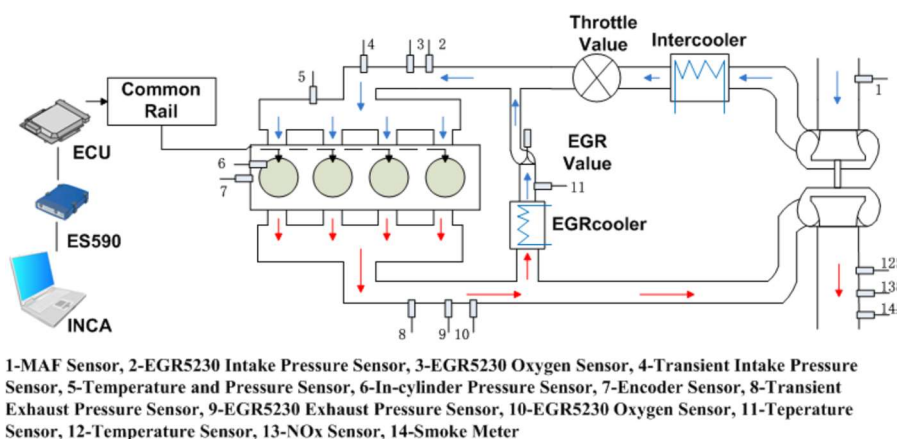 4 3 2
Throttle
Value
Intercooler
5
1
Common
Rail
ECU
6
7
EGR
Value
11
EGRcooler
ES590
12
13
14
INCA
8 9 10
1-MAF Sensor, 2-EGR5230 Intake Pressure Sensor, 3-EGR5230 Oxygen Sensor, 4-Transient Intake Pressure
Sensor, 5-Temperature and Pressure Sensor, 6-In-cylinder Pressure Sensor, 7-Encoder Sensor, 8-Transient
Exhaust Pressure Sensor, 9-EGR5230 Exhaust Pressure Sensor, 10-EGR5230 Oxygen Sensor, 11-Teperature
Sensor, 12-Temperature Sensor, 13-NOx Sensor, 14-Smoke Meter